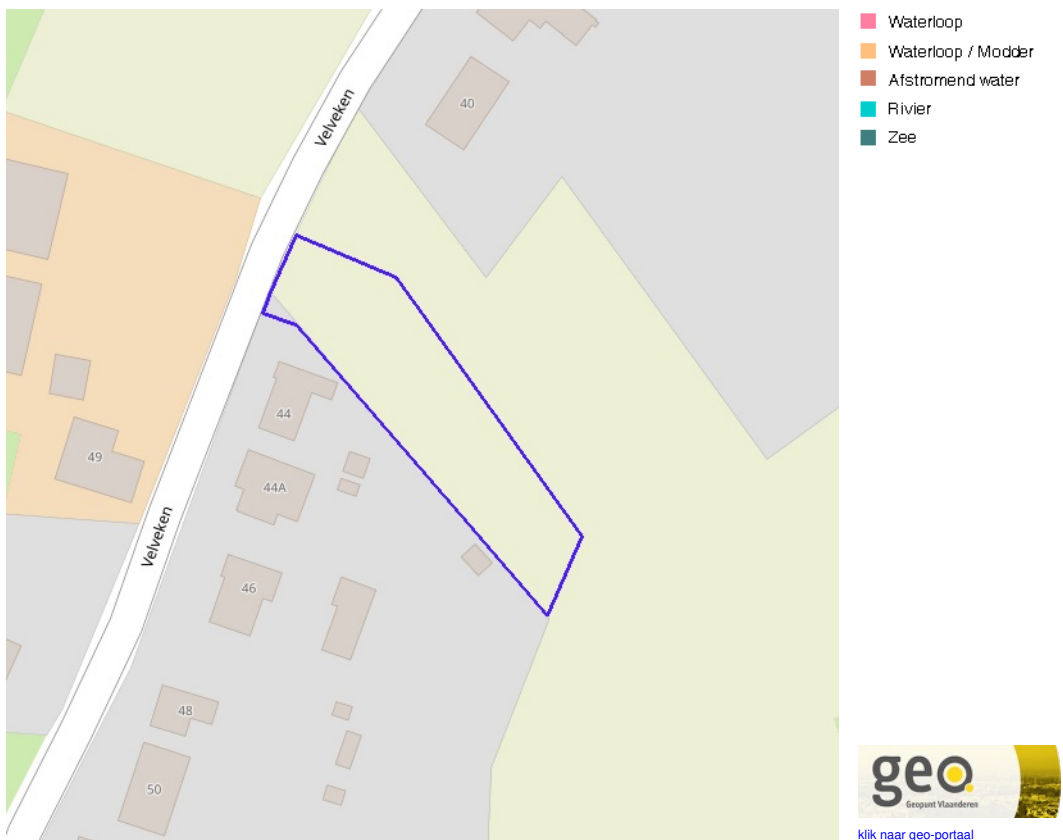 Waterloop
Waterloop / Modder
Afstromend water
Rivier
Zee
Velveken
40
44
44A
49
46
Velveken
48
50
geo.
Geopunt Vlaanderen
klik naar geo-portaal